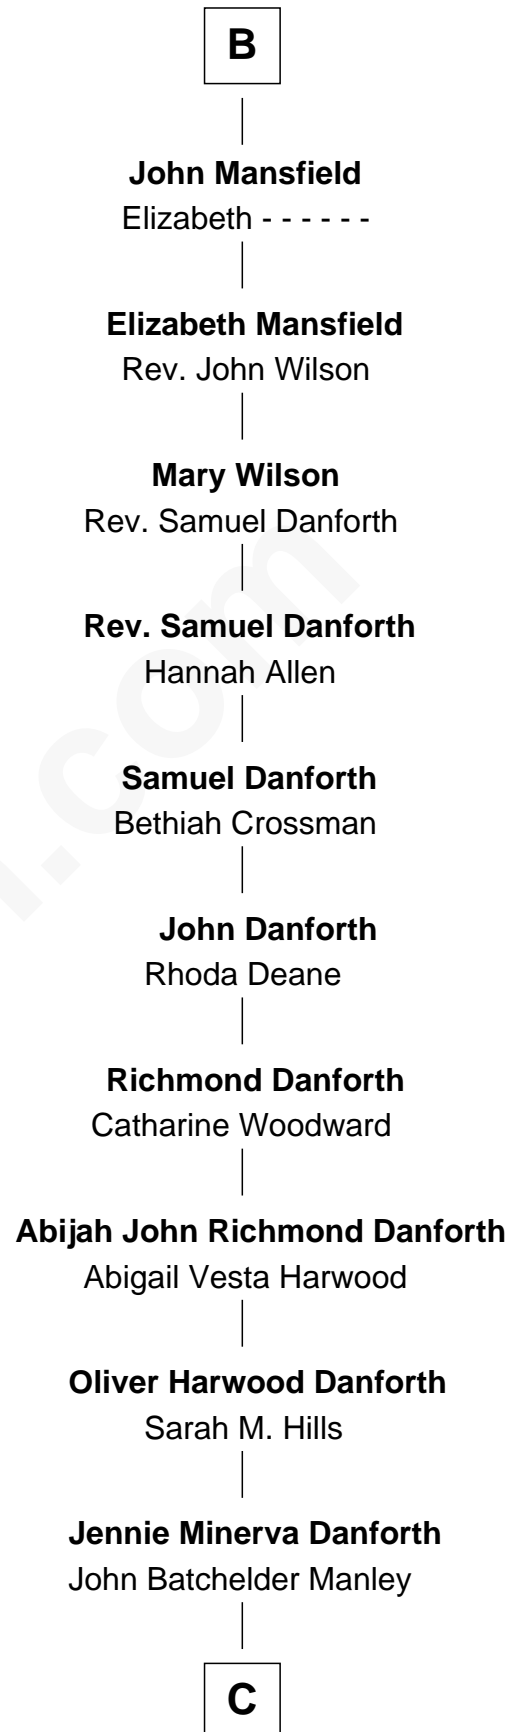 B
John Mansfield
Elizabeth - - - - - -
Elizabeth Mansfield
Rev. John Wilson
Mary Wilson
Rev. Samuel Danforth
Rev. Samuel Danforth
Hannah Allen
Samuel Danforth
Bethiah Crossman
John Danforth
Rhoda Deane
Richmond Danforth
Catharine Woodward
Abijah John Richmond Danforth
Abigail Vesta Harwood
Oliver Harwood Danforth
Sarah M. Hills
Jennie Minerva Danforth
John Batchelder Manley
C